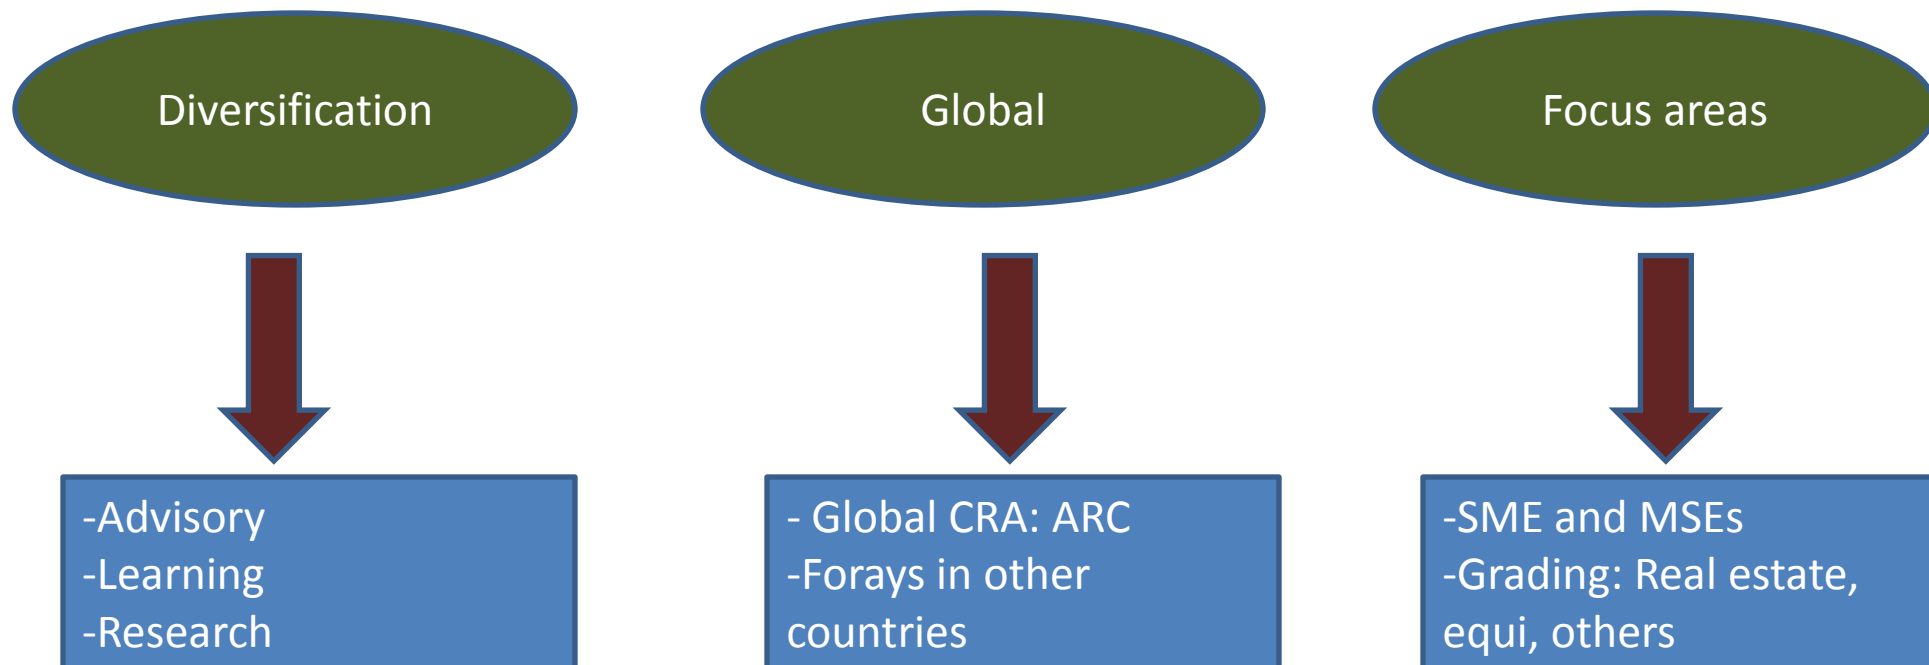 Diversification
Global
Focus areas
-Advisory
-Learning
-Research
- Global CRA: ARC
-Forays in other
countries
-SME and MSEs
-Grading: Real estate,
equi, others